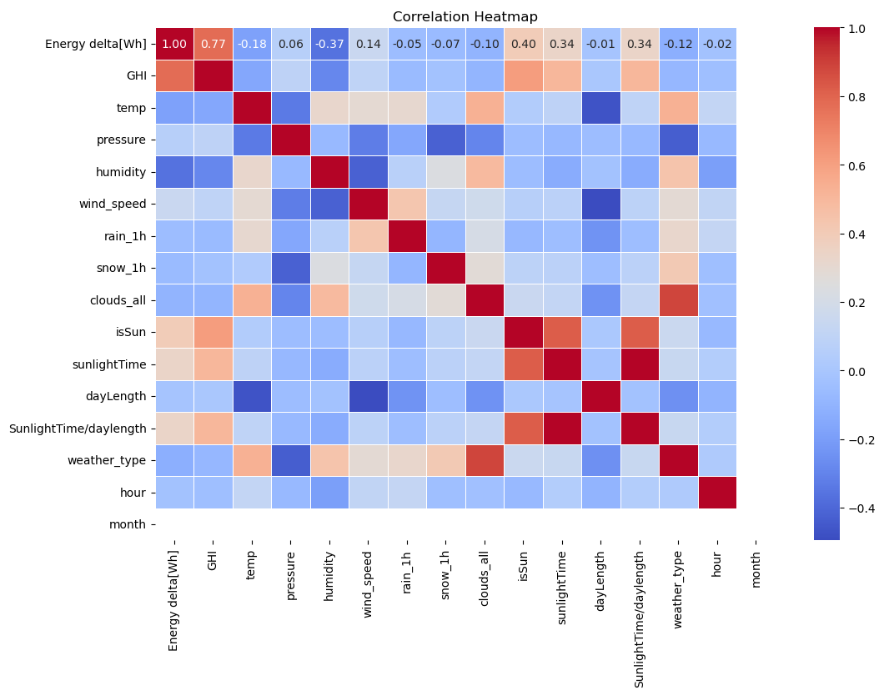 Correlation Heatmap
Energy delta[Wh] 1.00 0.77 -0.18 0.06 -0.37 0.14 -0.05 -0.07 -0.10 0.40 0.34 -0.01 0.34 -0.12 -0.02
GHI
temp
pressure
humidity
wind_speed
rain_1h
snow_1h
clouds_all
isSun
sunlightTime
dayLength
SunlightTime/daylength
weather_type
hour
month
Energy delta[Wh]
GHI
temp
pressure
humidity
wind_speed
rain_1h
snow_1h
clouds_all
isSun
sunlightTime
dayLength
SunlightTime/daylength
weather_type
hour
month
1.0
0.8
0.6
0.4
0.2
0.0
−0.2
−0.4